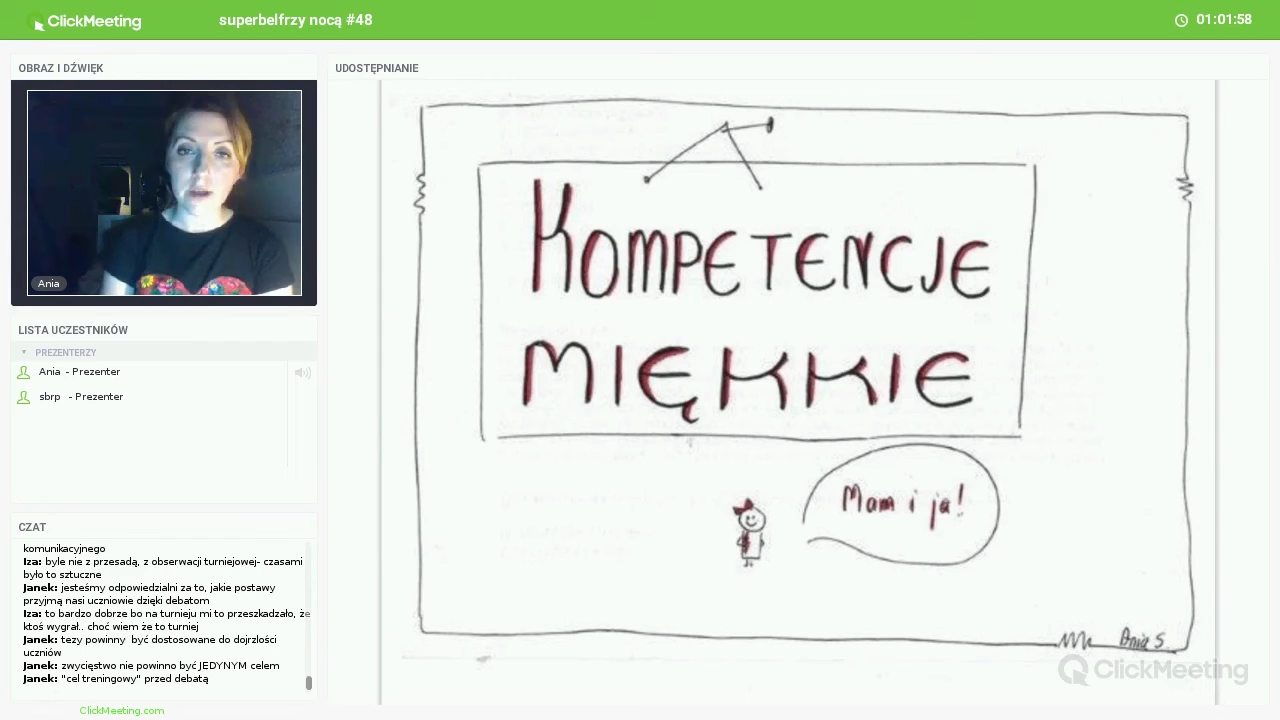 ClickMeeting
superbelfrzy nocą #48
01:01:58
OBRAZ I DŹWIĘK
Ania
LISTA UCZESTNIKÓW
PREZENTERZY
Ania - Prezenter
sbrp - Prezenter
CZAT
komunikacyjnego
Iza: byle nie z przesadą, z obserwacji turniejowej- czasami
było to sztuczne
Janek: jesteśmy odpowiedzialni za to, jakie postawy
przyjmą nasi uczniowie dzięki debatom
Iza: to bardzo dobrze bo na turnieju mi to przeszkadzało, że
ktoś wygrał.. choć wiem że to turniej
Janek: tezy powinny być dostosowane do dojrzlości
uczniów
Janek: zwycięstwo nie powinno być JEDYNYM celem
Janek: "cel treningowy" przed debatą
ClickMeeting.com
UDOSTĘPNIANIE
KOMPETENCJE
MIĘKKIE
Mam i ja!
Ania S.
ClickMeeting